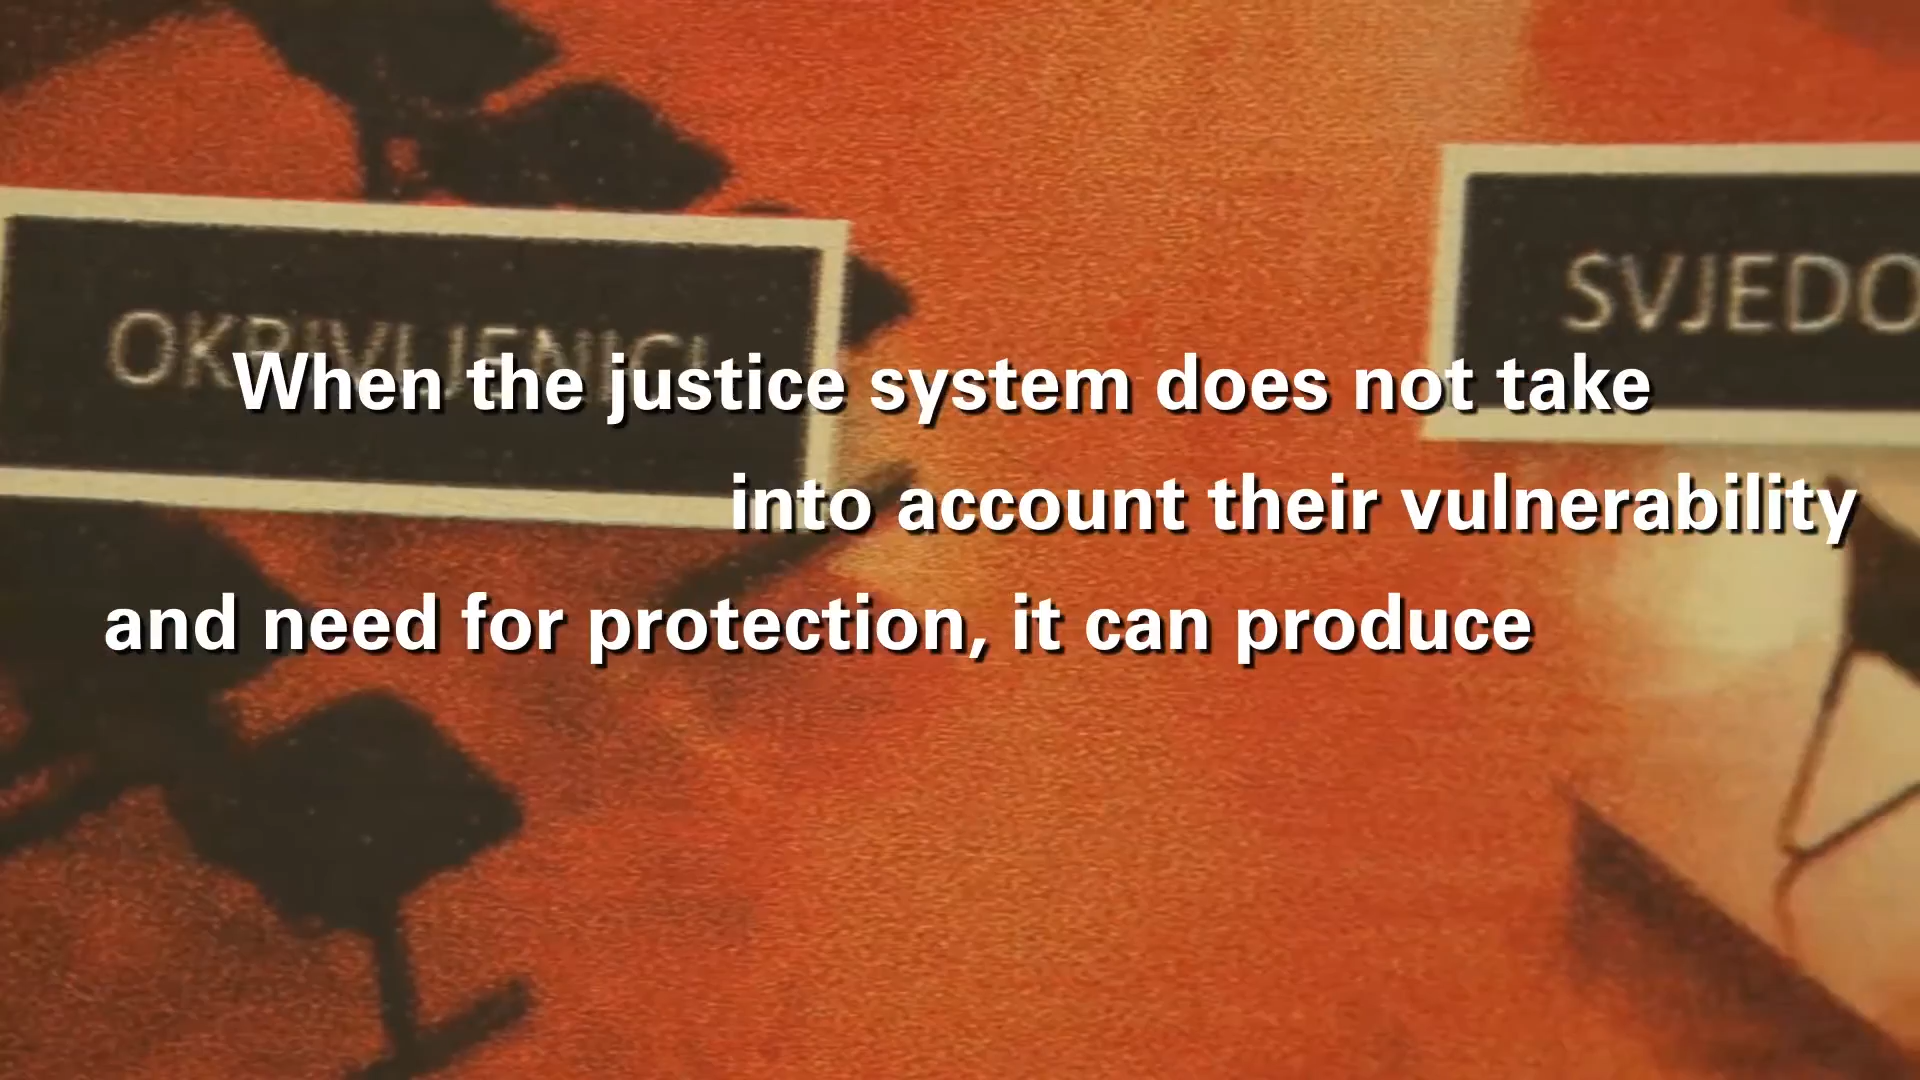 OKRIVLJENICI
SVJEDO
When the justice system does not take
into account their vulnerability
and need for protection, it can produce